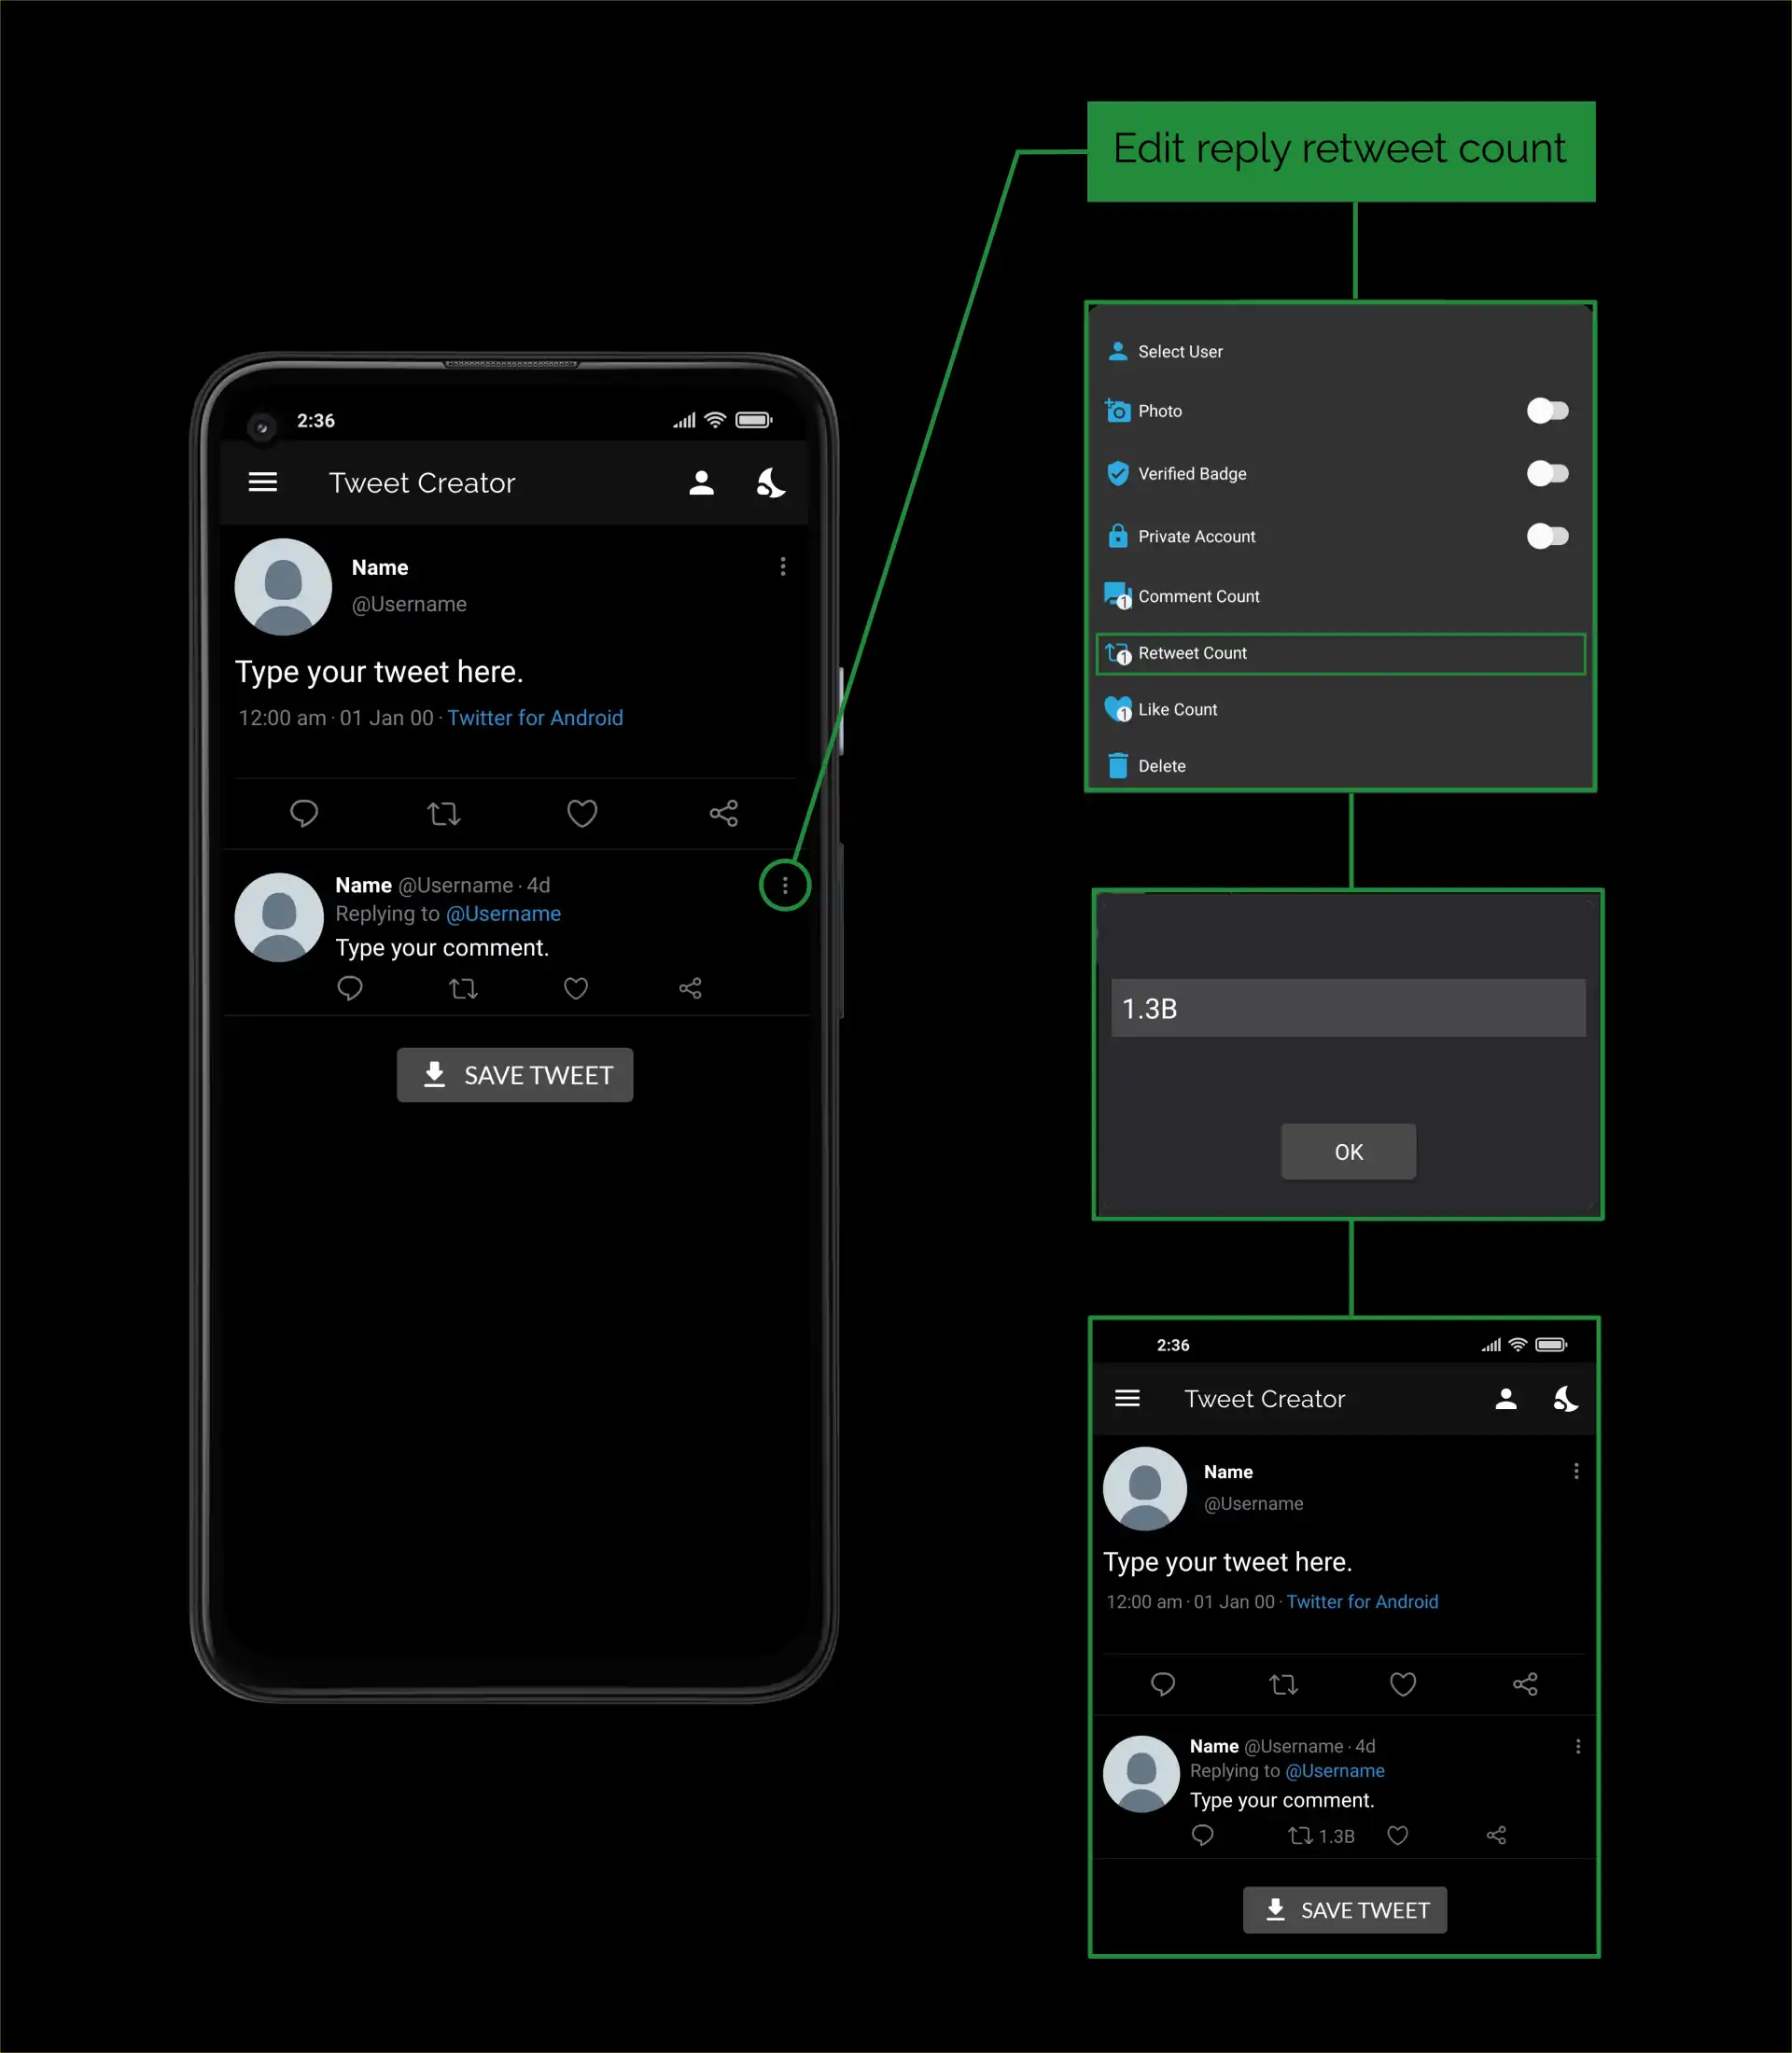 Edit reply retweet count
2:36
Tweet Creator
Name
@Username
Type your tweet here.
12:00 am · 01 Jan 00 · Twitter for Android
Name @Username · 4d
Replying to @Username
Type your comment.
SAVE TWEET
Select User
Photo
Verified Badge
Private Account
1 Comment Count
1 Retweet Count
1 Like Count
Delete
1.3B
OK
2:36
Tweet Creator
Name
@Username
Type your tweet here.
12:00 am · 01 Jan 00 · Twitter for Android
Name @Username · 4d
Replying to @Username
Type your comment.
1.3B
SAVE TWEET